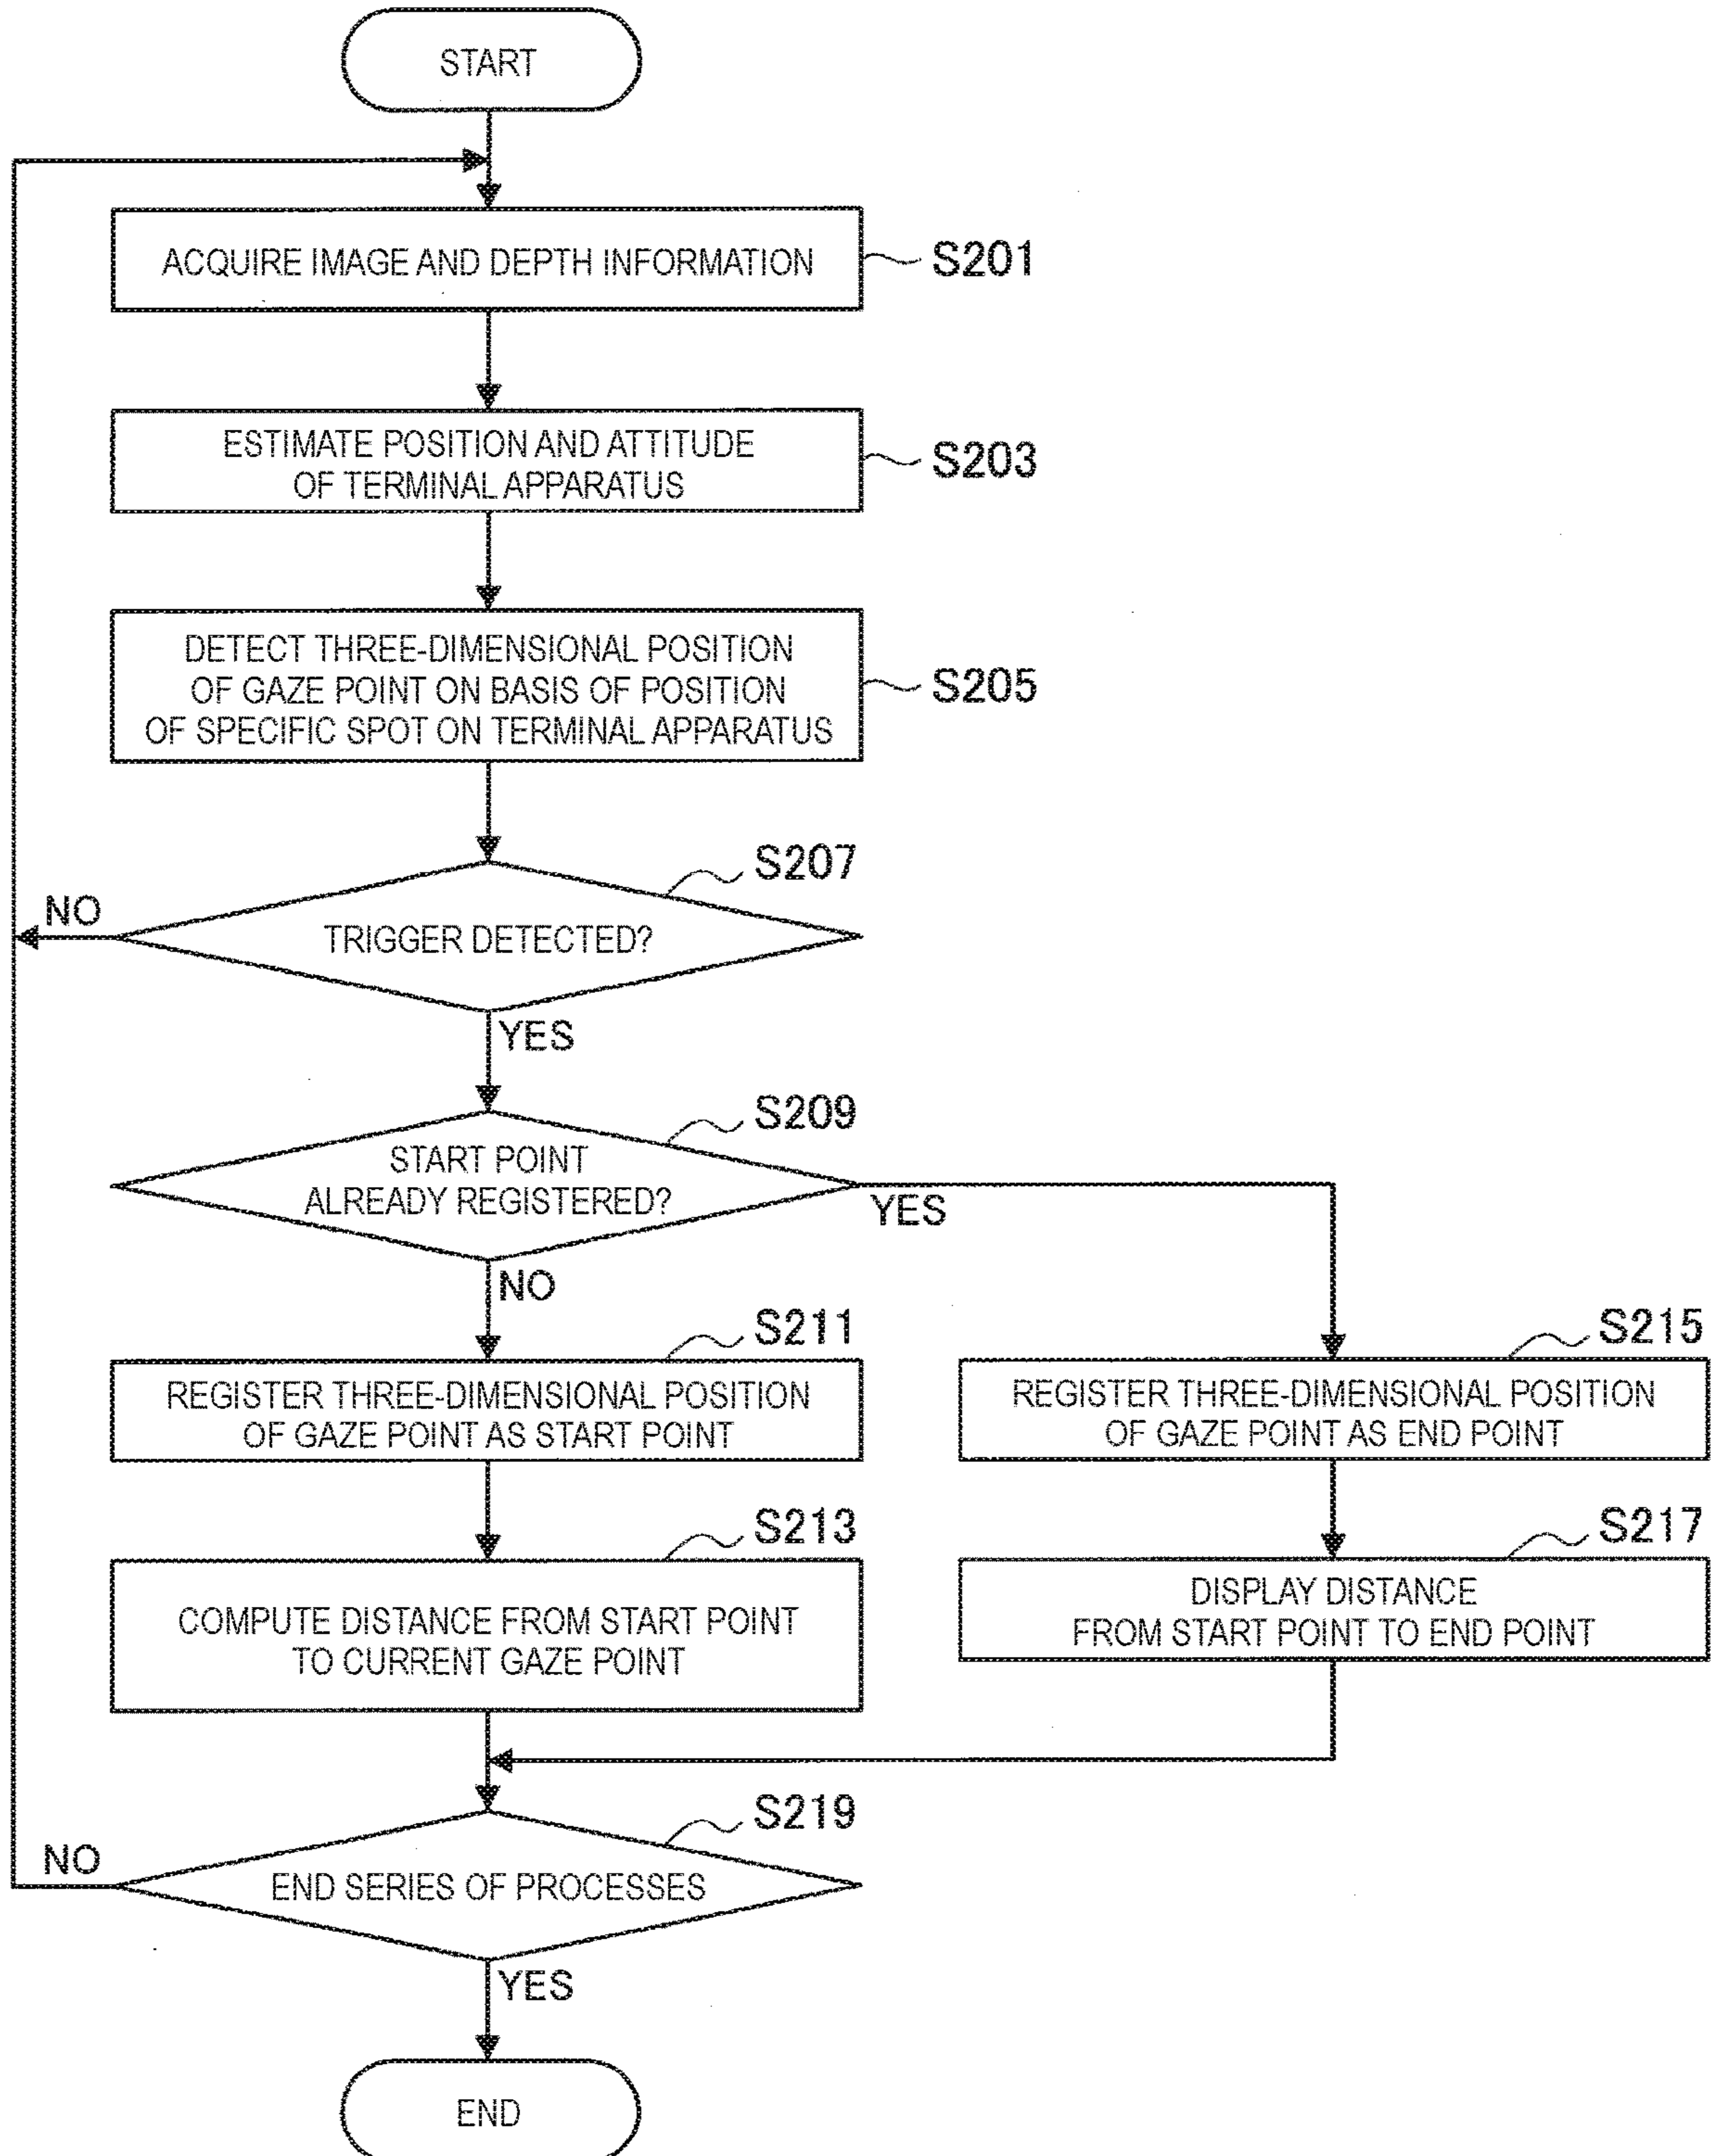 START
ACQUIRE IMAGE AND DEPTH INFORMATION
S201
ESTIMATE POSITION AND ATTITUDE
OF TERMINAL APPARATUS
S203
DETECT THREE-DIMENSIONAL POSITION
OF GAZE POINT ON BASIS OF POSITION
OF SPECIFIC SPOT ON TERMINAL APPARATUS
S205
S207
NO
TRIGGER DETECTED?
YES
S209
START POINT
ALREADY REGISTERED?
YES
NO
S211
REGISTER THREE-DIMENSIONAL POSITION
OF GAZE POINT AS START POINT
S213
COMPUTE DISTANCE FROM START POINT
TO CURRENT GAZE POINT
S215
REGISTER THREE-DIMENSIONAL POSITION
OF GAZE POINT AS END POINT
S217
DISPLAY DISTANCE
FROM START POINT TO END POINT
S219
NO
END SERIES OF PROCESSES
YES
END